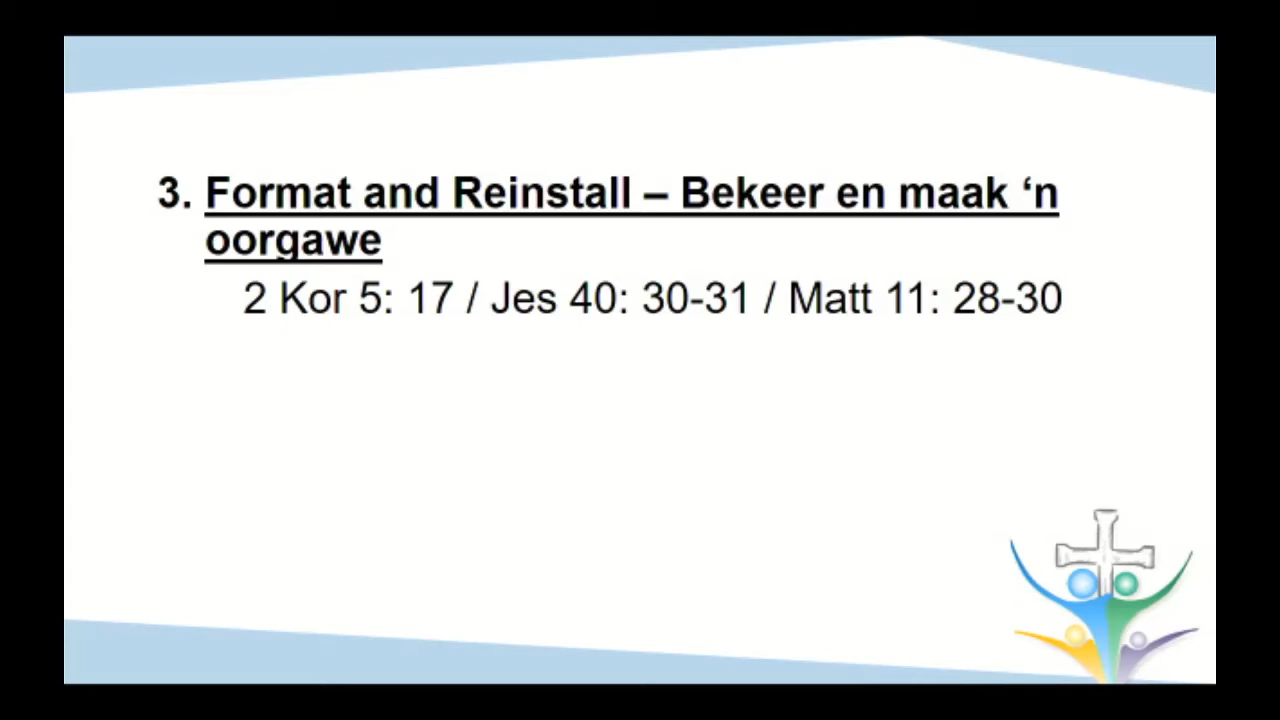 3. Format and Reinstall – Bekeer en maak ‘n
oorgawe
2 Kor 5: 17 / Jes 40: 30-31 / Matt 11: 28-30